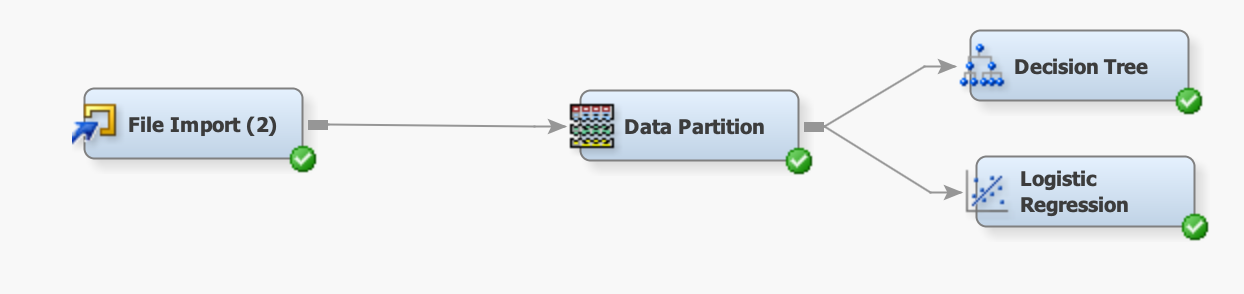 File Import (2)
Data Partition
Decision Tree
Logistic
Regression